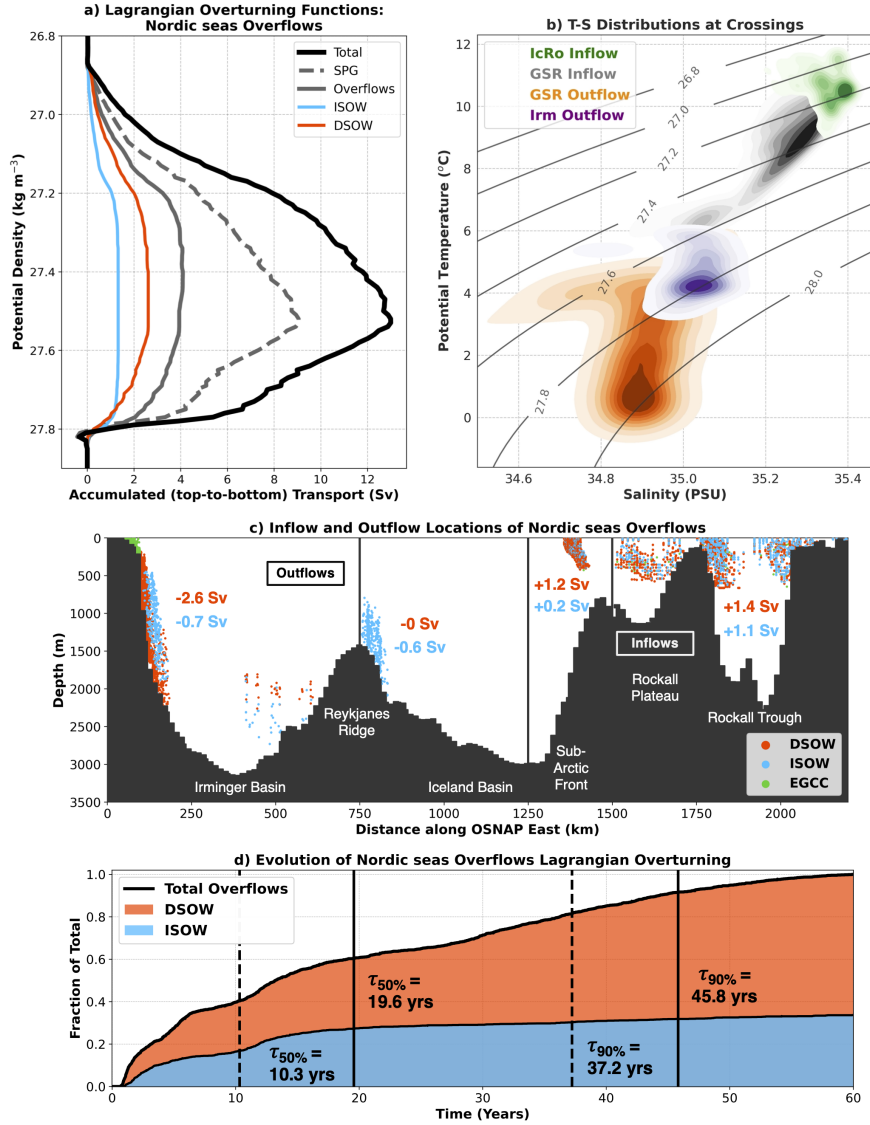 a) Lagrangian Overturning Functions:
Nordic seas Overflows
26.8
27.0
27.2
27.4
27.6
27.8
Potential Density (kg m⁻³)
Total
SPG
Overflows
ISOW
DSOW
0 2 4 6 8 10 12
Accumulated (top-to-bottom) Transport (Sv)
b) T-S Distributions at Crossings
IcRo Inflow
GSR Inflow
GSR Outflow
Irm Outflow
12
10
8
6
4
2
0
Potential Temperature (°C)
26.8
27.0
27.2
27.4
27.6
28.0
27.8
34.6 34.8 35.0 35.2 35.4
Salinity (PSU)
c) Inflow and Outflow Locations of Nordic seas Overflows
0
500
1000
1500
2000
2500
3000
3500
Depth (m)
Outflows
-2.6 Sv
-0.7 Sv
-0 Sv
-0.6 Sv
+1.2 Sv
+0.2 Sv
+1.4 Sv
+1.1 Sv
Inflows
Rockall
Plateau
Reykjanes
Ridge
Rockall Trough
Sub-
Arctic
Front
Irminger Basin
Iceland Basin
DSOW
ISOW
EGCC
0 250 500 750 1000 1250 1500 1750 2000
Distance along OSNAP East (km)
d) Evolution of Nordic seas Overflows Lagrangian Overturning
1.0
0.8
0.6
0.4
0.2
0.0
Fraction of Total
Total Overflows
DSOW
ISOW
τ50% =
19.6 yrs
τ90% =
45.8 yrs
τ50% =
10.3 yrs
τ90% =
37.2 yrs
0 10 20 30 40 50 60
Time (Years)